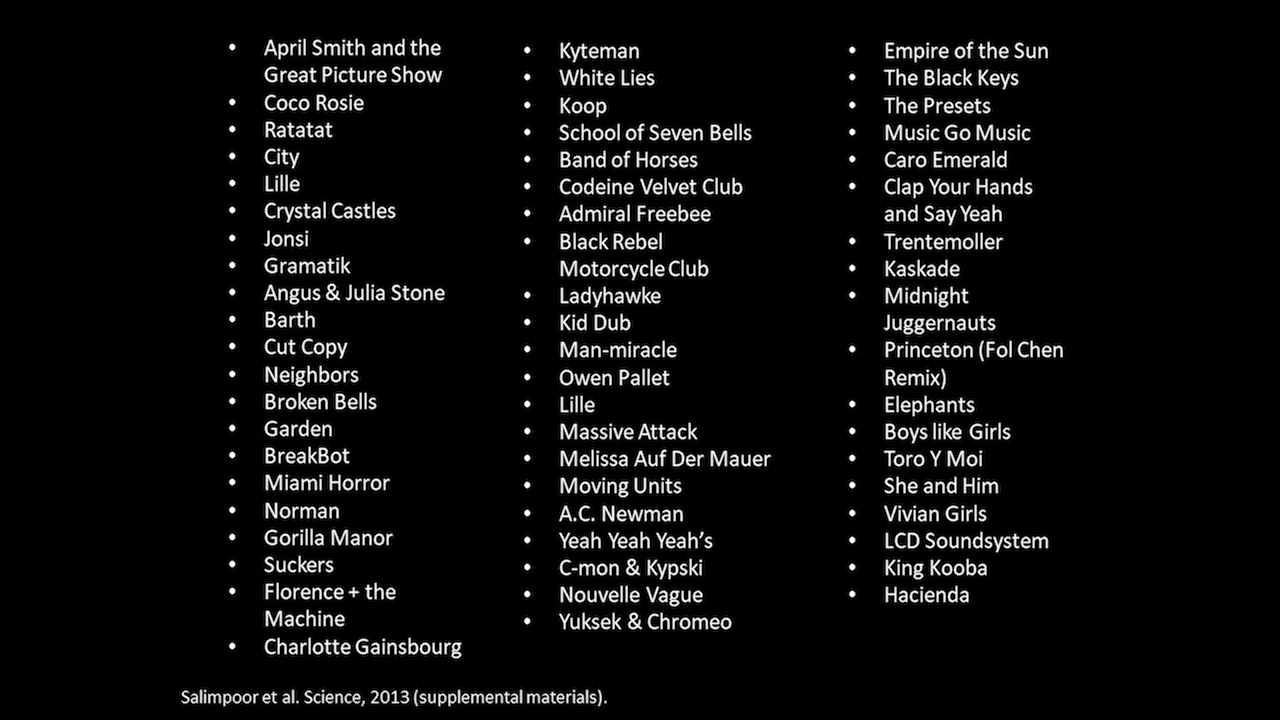 • April Smith and the
Great Picture Show
• Coco Rosie
• Ratatat
• City
• Lille
• Crystal Castles
• Jonsi
• Gramatik
• Angus & Julia Stone
• Barth
• Cut Copy
• Neighbors
• Broken Bells
• Garden
• BreakBot
• Miami Horror
• Norman
• Gorilla Manor
• Suckers
• Florence + the
Machine
• Charlotte Gainsbourg
• Kyteman
• White Lies
• Koop
• School of Seven Bells
• Band of Horses
• Codeine Velvet Club
• Admiral Freebee
• Black Rebel
Motorcycle Club
• Ladyhawke
• Kid Dub
• Man-miracle
• Owen Pallet
• Lille
• Massive Attack
• Melissa Auf Der Mauer
• Moving Units
• A.C. Newman
• Yeah Yeah Yeah’s
• C-mon & Kypski
• Nouvelle Vague
• Yuksek & Chromeo
• Empire of the Sun
• The Black Keys
• The Presets
• Music Go Music
• Caro Emerald
• Clap Your Hands
and Say Yeah
• Trentemoller
• Kaskade
• Midnight
Juggernauts
• Princeton (Fol Chen
Remix)
• Elephants
• Boys like Girls
• Toro Y Moi
• She and Him
• Vivian Girls
• LCD Soundsystem
• King Kooba
• Hacienda
Salimpoor et al. Science, 2013 (supplemental materials).